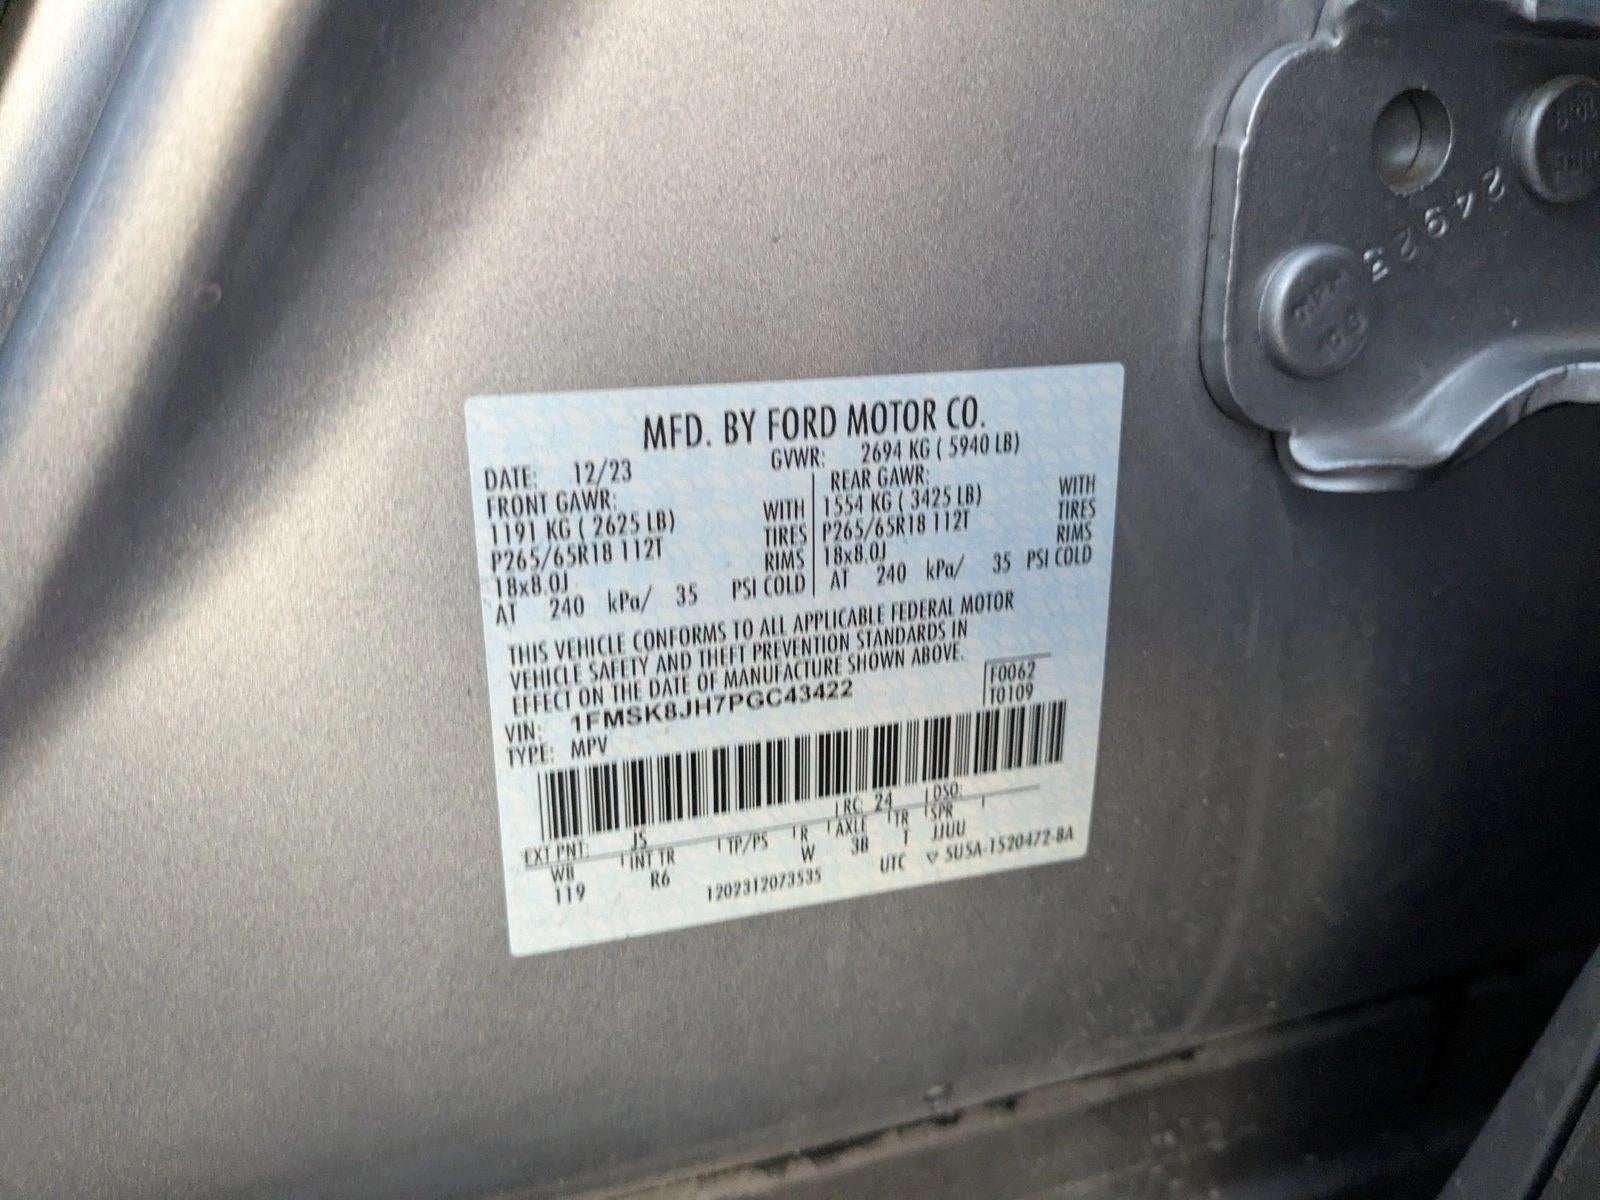 24923
MFD. BY FORD MOTOR CO.
DATE: 12/23 GVWR: 2694 KG ( 5940 LB)
FRONT GAWR: REAR GAWR:
1191 KG ( 2625 LB) WITH 1554 KG ( 3425 LB) WITH
P265/65R18 112T TIRES P265/65R18 112T TIRES
18x8.0J RIMS 18x8.0J RIMS
AT 240 kPa/ 35 PSI COLD AT 240 kPa/ 35 PSI COLD
THIS VEHICLE CONFORMS TO ALL APPLICABLE FEDERAL MOTOR
VEHICLE SAFETY AND THEFT PREVENTION STANDARDS IN
EFFECT ON THE DATE OF MANUFACTURE SHOWN ABOVE.
VIN: 1FMSK8JH7PGC43422 F0062
TYPE: MPV T0109
EXT PNT: JS RC: 24 DSO:
WB INT TR TP/PS R AXLE TR SPR
119 R6 W 3B T JJUU
1202312073535 UTC ▽ SU5A-1520472-BA